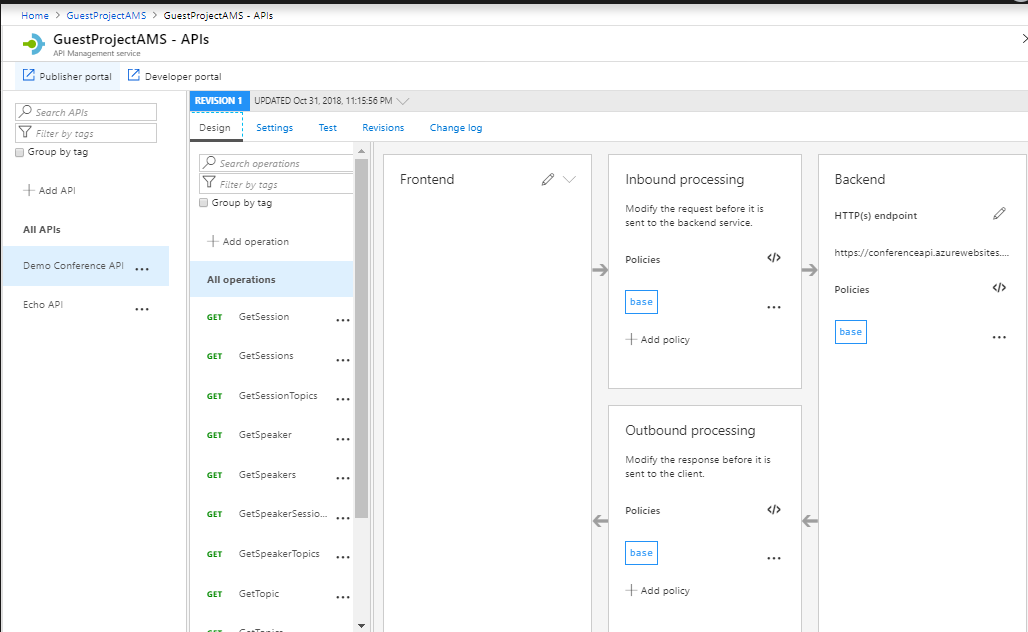 Home > GuestProjectAMS > GuestProjectAMS - APIs
GuestProjectAMS - APIs
API Management service
Publisher portal
Developer portal
Search APIs
Filter by tags
Group by tag
Add API
All APIs
Demo Conference API
Echo API
REVISION 1
UPDATED Oct 31, 2018, 11:15:56 PM
Design
Settings
Test
Revisions
Change log
Search operations
Filter by tags
Group by tag
Add operation
All operations
GET GetSession
GET GetSessions
GET GetSessionTopics
GET GetSpeaker
GET GetSpeakers
GET GetSpeakerSessio...
GET GetSpeakerTopics
GET GetTopic
Frontend
Inbound processing
Modify the request before it is
sent to the backend service.
Policies </>
base
Add policy
Outbound processing
Modify the response before it is
sent to the client.
Policies </>
base
Add policy
Backend
HTTP(s) endpoint
https://conferenceapi.azurewebsites....
Policies </>
base